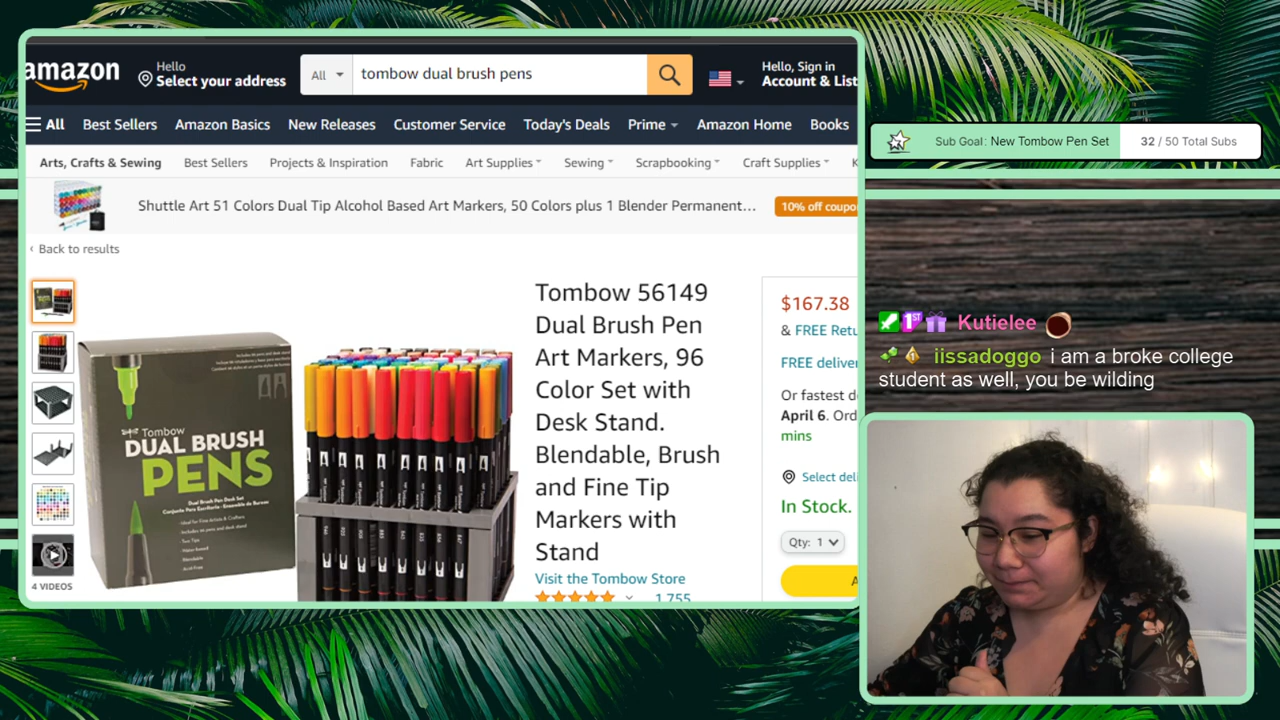 amazon
Hello
Select your address
All
tombow dual brush pens
Hello, Sign in
Account & List
All Best Sellers Amazon Basics New Releases Customer Service Today's Deals Prime Amazon Home Books
Arts, Crafts & Sewing Best Sellers Projects & Inspiration Fabric Art Supplies Sewing Scrapbooking Craft Supplies K
Shuttle Art 51 Colors Dual Tip Alcohol Based Art Markers, 50 Colors plus 1 Blender Permanent...
10% off coupo
‹ Back to results
Tombow
DUAL BRUSH
PENS
4 VIDEOS
Tombow 56149
Dual Brush Pen
Art Markers, 96
Color Set with
Desk Stand.
Blendable, Brush
and Fine Tip
Markers with
Stand
Visit the Tombow Store
1,755
$167.38
& FREE Retu
FREE deliver
Or fastest d
April 6. Ord
mins
Select deli
In Stock.
Qty: 1
A
Sub Goal: New Tombow Pen Set
32 / 50 Total Subs
1ST Kutielee
iissadoggo i am a broke college
student as well, you be wilding